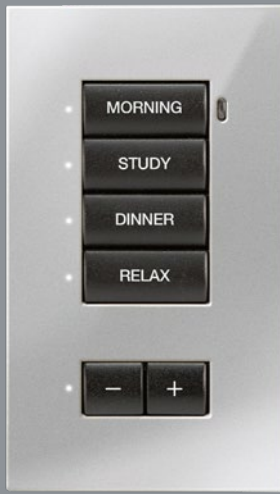 MORNING
STUDY
DINNER
RELAX
− +